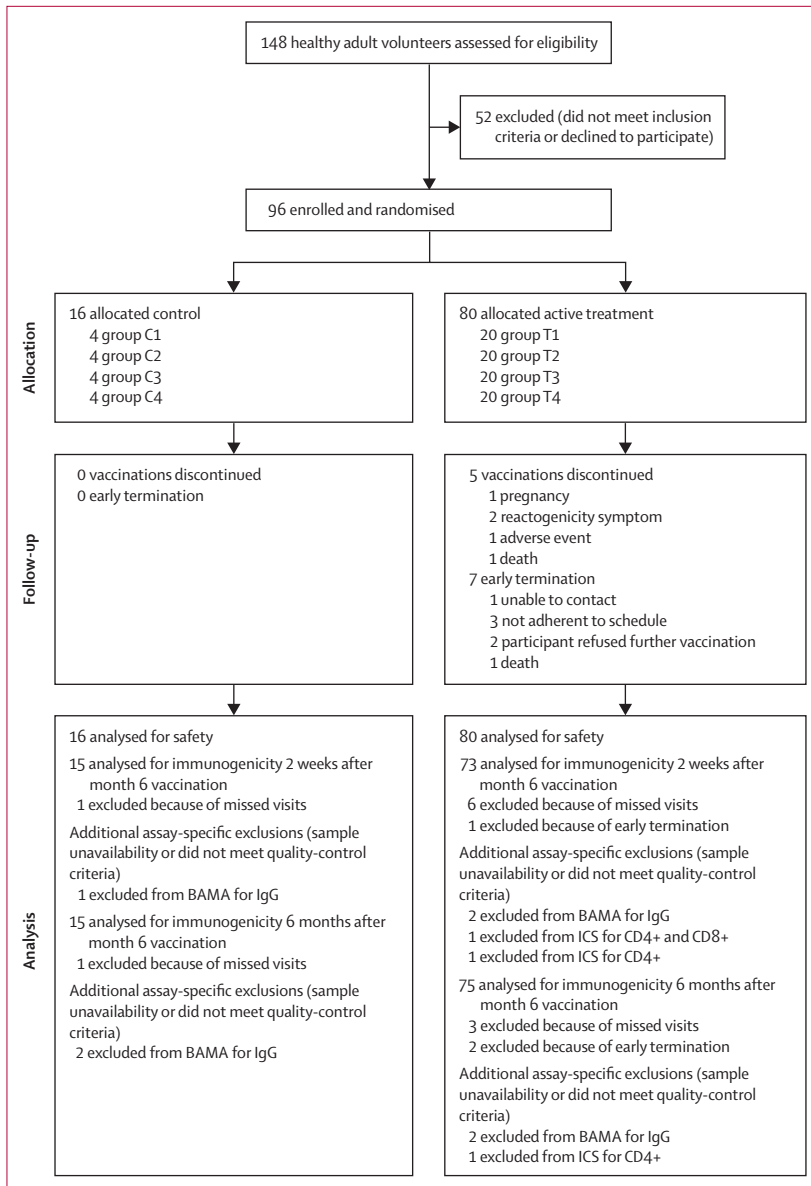 148 healthy adult volunteers assessed for eligibility
52 excluded (did not meet inclusion
criteria or declined to participate)
96 enrolled and randomised
Allocation
16 allocated control
4 group C1
4 group C2
4 group C3
4 group C4
80 allocated active treatment
20 group T1
20 group T2
20 group T3
20 group T4
Follow-up
0 vaccinations discontinued
0 early termination
5 vaccinations discontinued
1 pregnancy
2 reactogenicity symptom
1 adverse event
1 death
7 early termination
1 unable to contact
3 not adherent to schedule
2 participant refused further vaccination
1 death
Analysis
16 analysed for safety
15 analysed for immunogenicity 2 weeks after
month 6 vaccination
1 excluded because of missed visits
Additional assay-specific exclusions (sample
unavailability or did not meet quality-control
criteria)
1 excluded from BAMA for IgG
15 analysed for immunogenicity 6 months after
month 6 vaccination
1 excluded because of missed visits
Additional assay-specific exclusions (sample
unavailability or did not meet quality-control
criteria)
2 excluded from BAMA for IgG
80 analysed for safety
73 analysed for immunogenicity 2 weeks after
month 6 vaccination
6 excluded because of missed visits
1 excluded because of early termination
Additional assay-specific exclusions (sample
unavailability or did not meet quality-control
criteria)
2 excluded from BAMA for IgG
1 excluded from ICS for CD4+ and CD8+
1 excluded from ICS for CD4+
75 analysed for immunogenicity 6 months after
month 6 vaccination
3 excluded because of missed visits
2 excluded because of early termination
Additional assay-specific exclusions (sample
unavailability or did not meet quality-control
criteria)
2 excluded from BAMA for IgG
1 excluded from ICS for CD4+